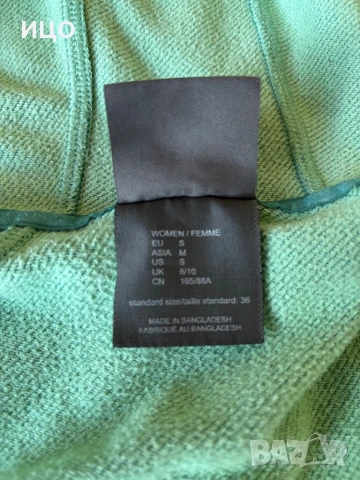 ИЦО
WOMEN / FEMME
EU S
ASIA M
US S
UK 8/10
CN 165/88A
standard size/taille standard: 36
MADE IN BANGLADESH
FABRIQUÉ AU BANGLADESH
BAZAR